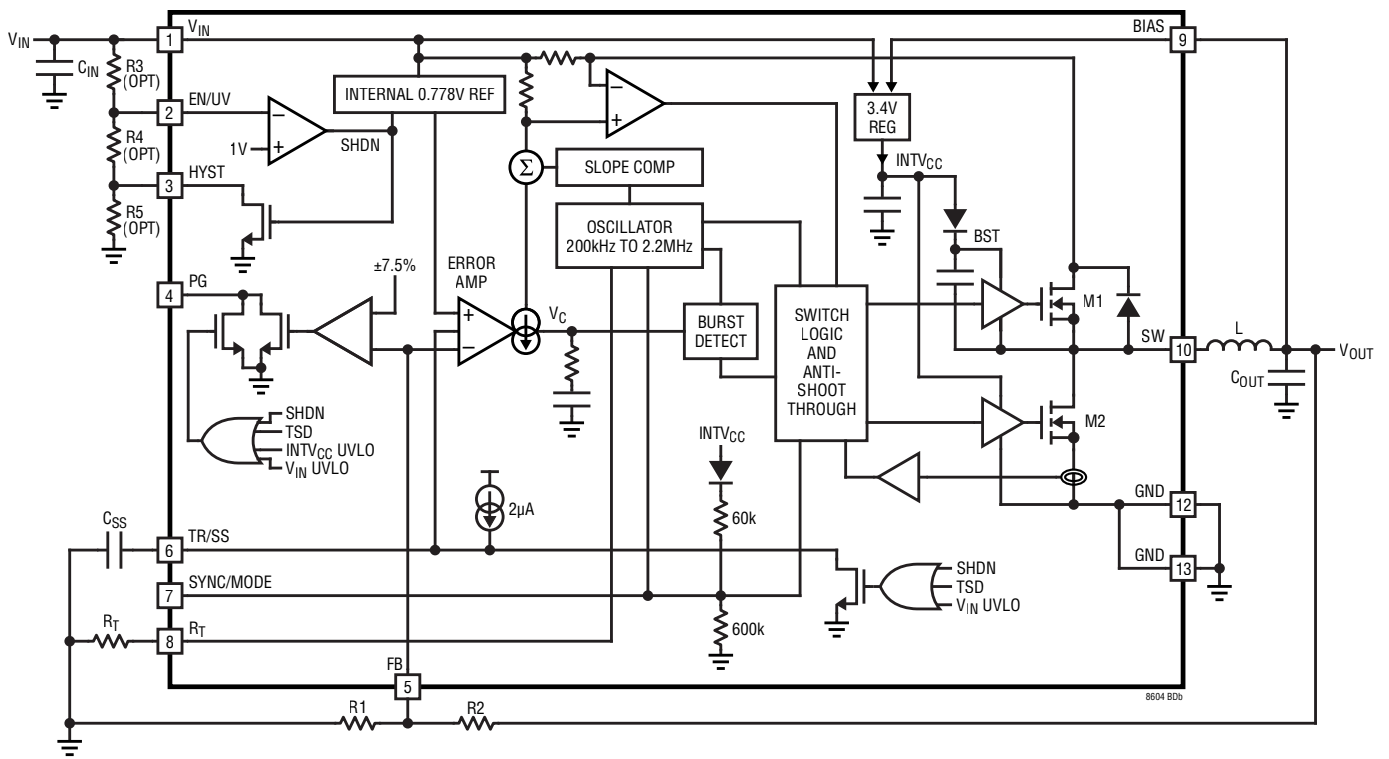 VIN
CIN
R3
(OPT)
R4
(OPT)
R5
(OPT)
1
VIN
2
EN/UV
1V
SHDN
3
HYST
INTERNAL 0.778V REF
Σ
SLOPE COMP
OSCILLATOR
200kHz TO 2.2MHz
BIAS
9
3.4V
REG
INTVCC
BST
4
PG
±7.5%
ERROR
AMP
VC
BURST
DETECT
SWITCH
LOGIC
AND
ANTI-
SHOOT
THROUGH
M1
SW
10
L
VOUT
COUT
M2
SHDN
TSD
INTVCC UVLO
VIN UVLO
INTVCC
60k
2µA
GND
12
GND
13
CSS
6
TR/SS
7
SYNC/MODE
RT
8
RT
600k
SHDN
TSD
VIN UVLO
FB
5
R1
R2
8604 BDb